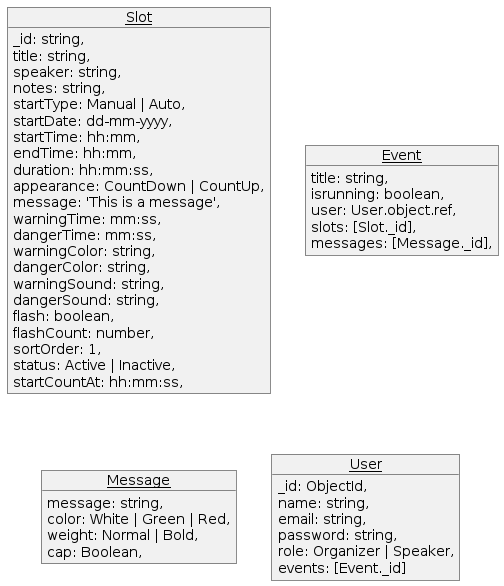 Slot
_id: string,
title: string,
speaker: string,
notes: string,
startType: Manual | Auto,
startDate: dd-mm-yyyy,
startTime: hh:mm,
endTime: hh:mm,
duration: hh:mm:ss,
appearance: CountDown | CountUp,
message: 'This is a message',
warningTime: mm:ss,
dangerTime: mm:ss,
warningColor: string,
dangerColor: string,
warningSound: string,
dangerSound: string,
flash: boolean,
flashCount: number,
sortOrder: 1,
status: Active | Inactive,
startCountAt: hh:mm:ss,
Event
title: string,
isrunning: boolean,
user: User.object.ref,
slots: [Slot._id],
messages: [Message._id],
Message
message: string,
color: White | Green | Red,
weight: Normal | Bold,
cap: Boolean,
User
_id: ObjectId,
name: string,
email: string,
password: string,
role: Organizer | Speaker,
events: [Event._id]